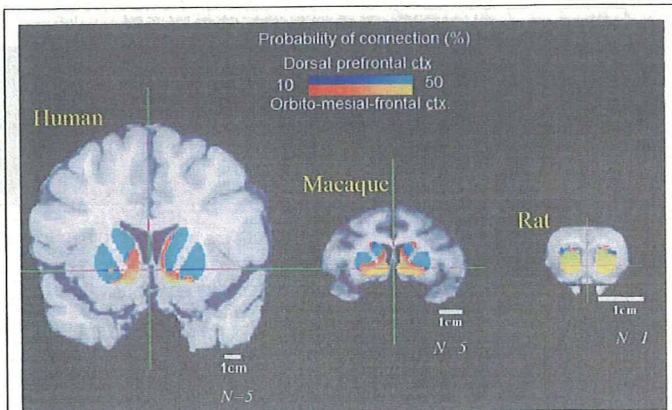 Probability of connection (%)
Dorsal prefrontal ctx
10 50
Orbito-mesial-frontal ctx.
Human
Macaque
Rat
1cm
1cm
1cm
N=5
N=5
N=1